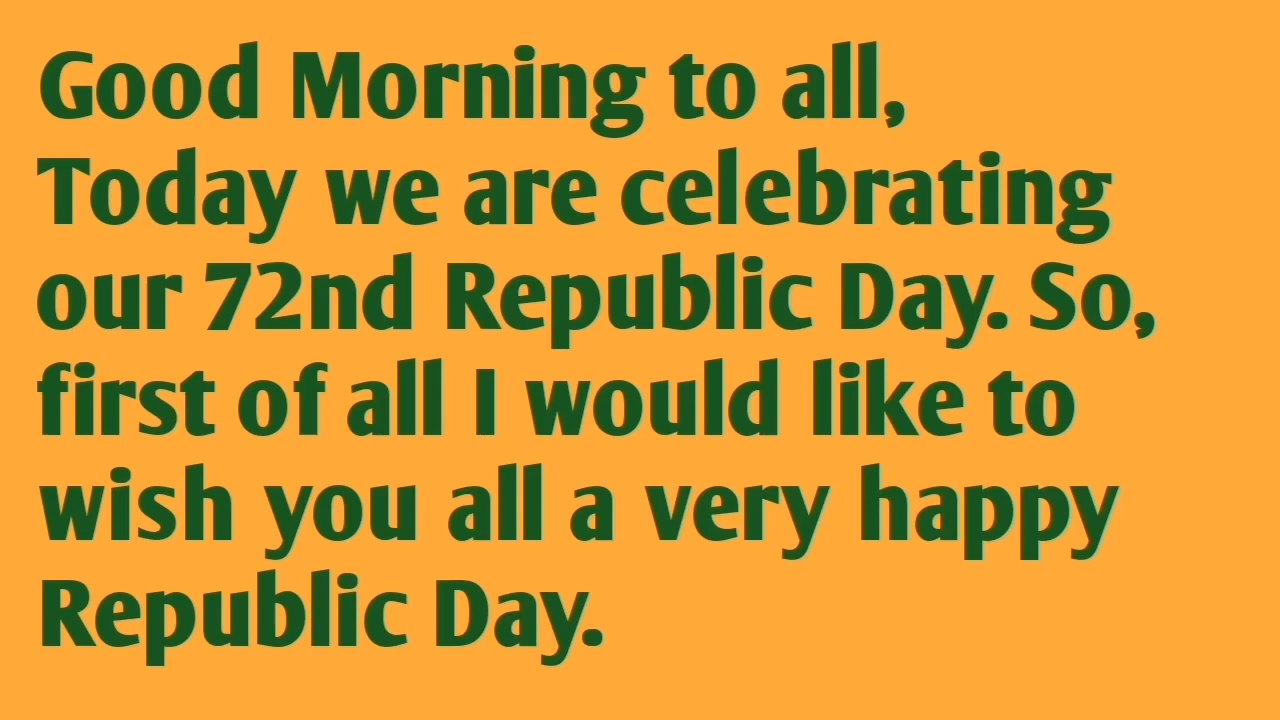 Good Morning to all,
Today we are celebrating
our 72nd Republic Day. So,
first of all I would like to
wish you all a very happy
Republic Day.